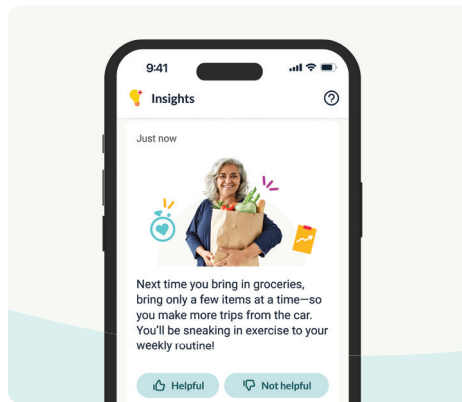 9:41
Insights
Just now
Next time you bring in groceries,
bring only a few items at a time—so
you make more trips from the car.
You'll be sneaking in exercise to your
weekly routine!
Helpful
Not helpful